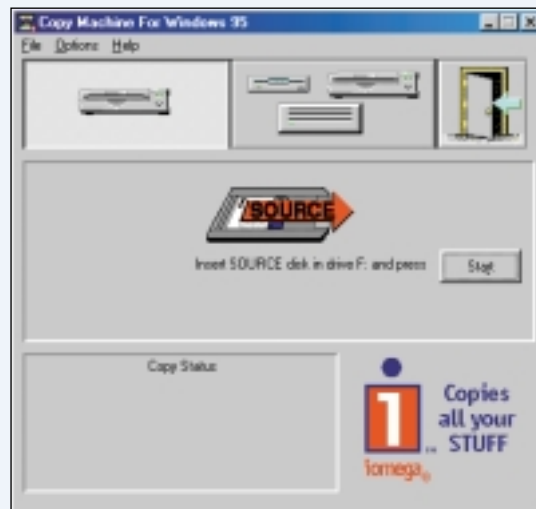 Copy Machine For Windows 95
File Options Help
SOURCE
Insert SOURCE disk in drive F: and press
Start
Copy Status
Copies
all your
STUFF
iomega